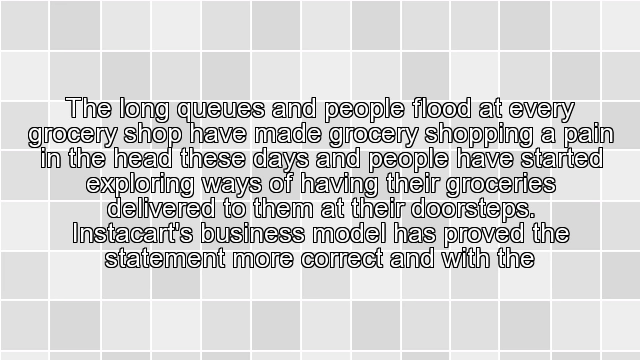 The long queues and people flood at every
grocery shop have made grocery shopping a pain
in the head these days and people have started
exploring ways of having their groceries
delivered to them at their doorsteps.
Instacart's business model has proved the
statement more correct and with the